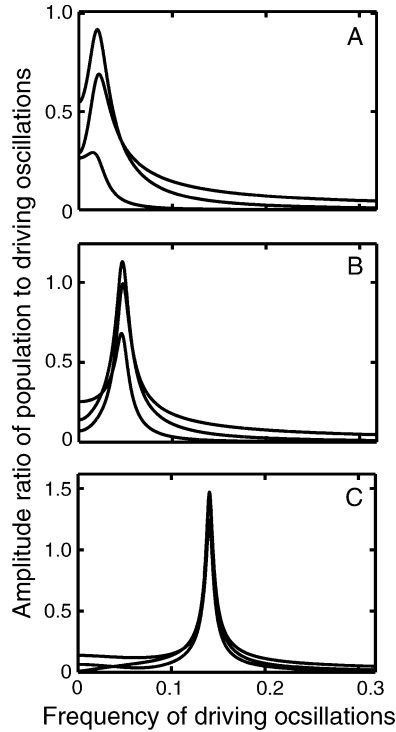 Amplitude ratio of population to driving oscillations
1.0
A
0.5
0
B
1.0
0.5
0
1.5
C
1.0
0.5
0
0 0.1 0.2 0.3
Frequency of driving ocsillations